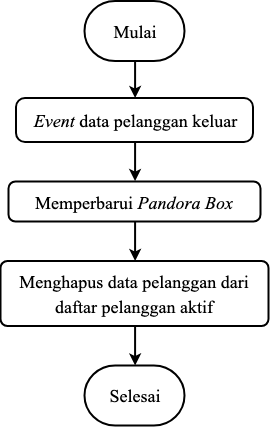 Mulai
Event data pelanggan keluar
Memperbarui Pandora Box
Menghapus data pelanggan dari
daftar pelanggan aktif
Selesai